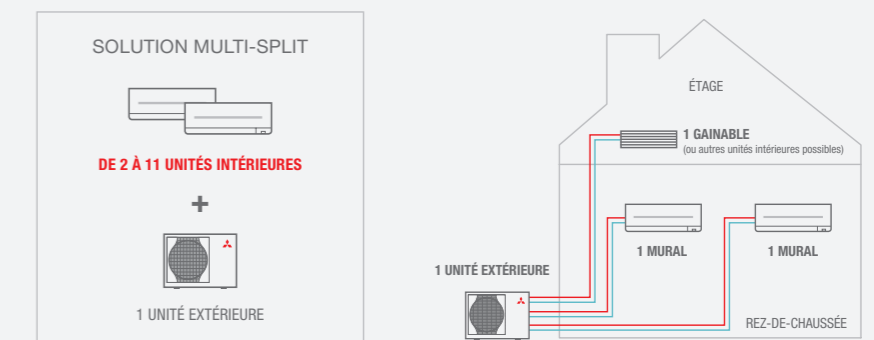 SOLUTION MULTI-SPLIT
DE 2 À 11 UNITÉS INTÉRIEURES
+
1 UNITÉ EXTÉRIEURE
ÉTAGE
1 GAINABLE
(ou autres unités intérieures possibles)
1 MURAL
1 MURAL
1 UNITÉ EXTÉRIEURE
REZ-DE-CHAUSSÉE